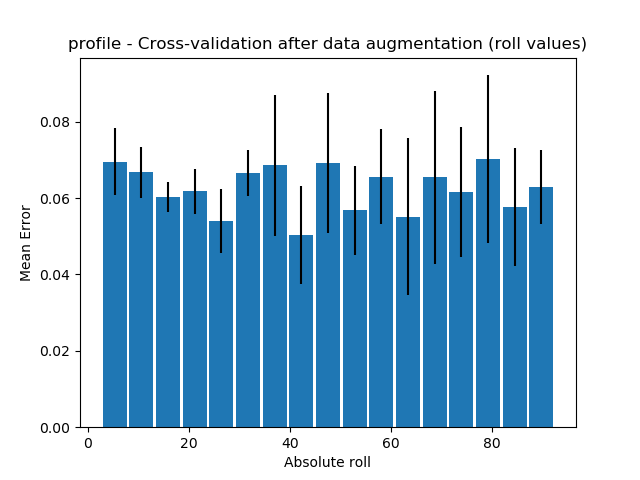 profile - Cross-validation after data augmentation (roll values)
0.08
0.06
0.04
0.02
0.00
Mean Error
0 20 40 60 80
Absolute roll